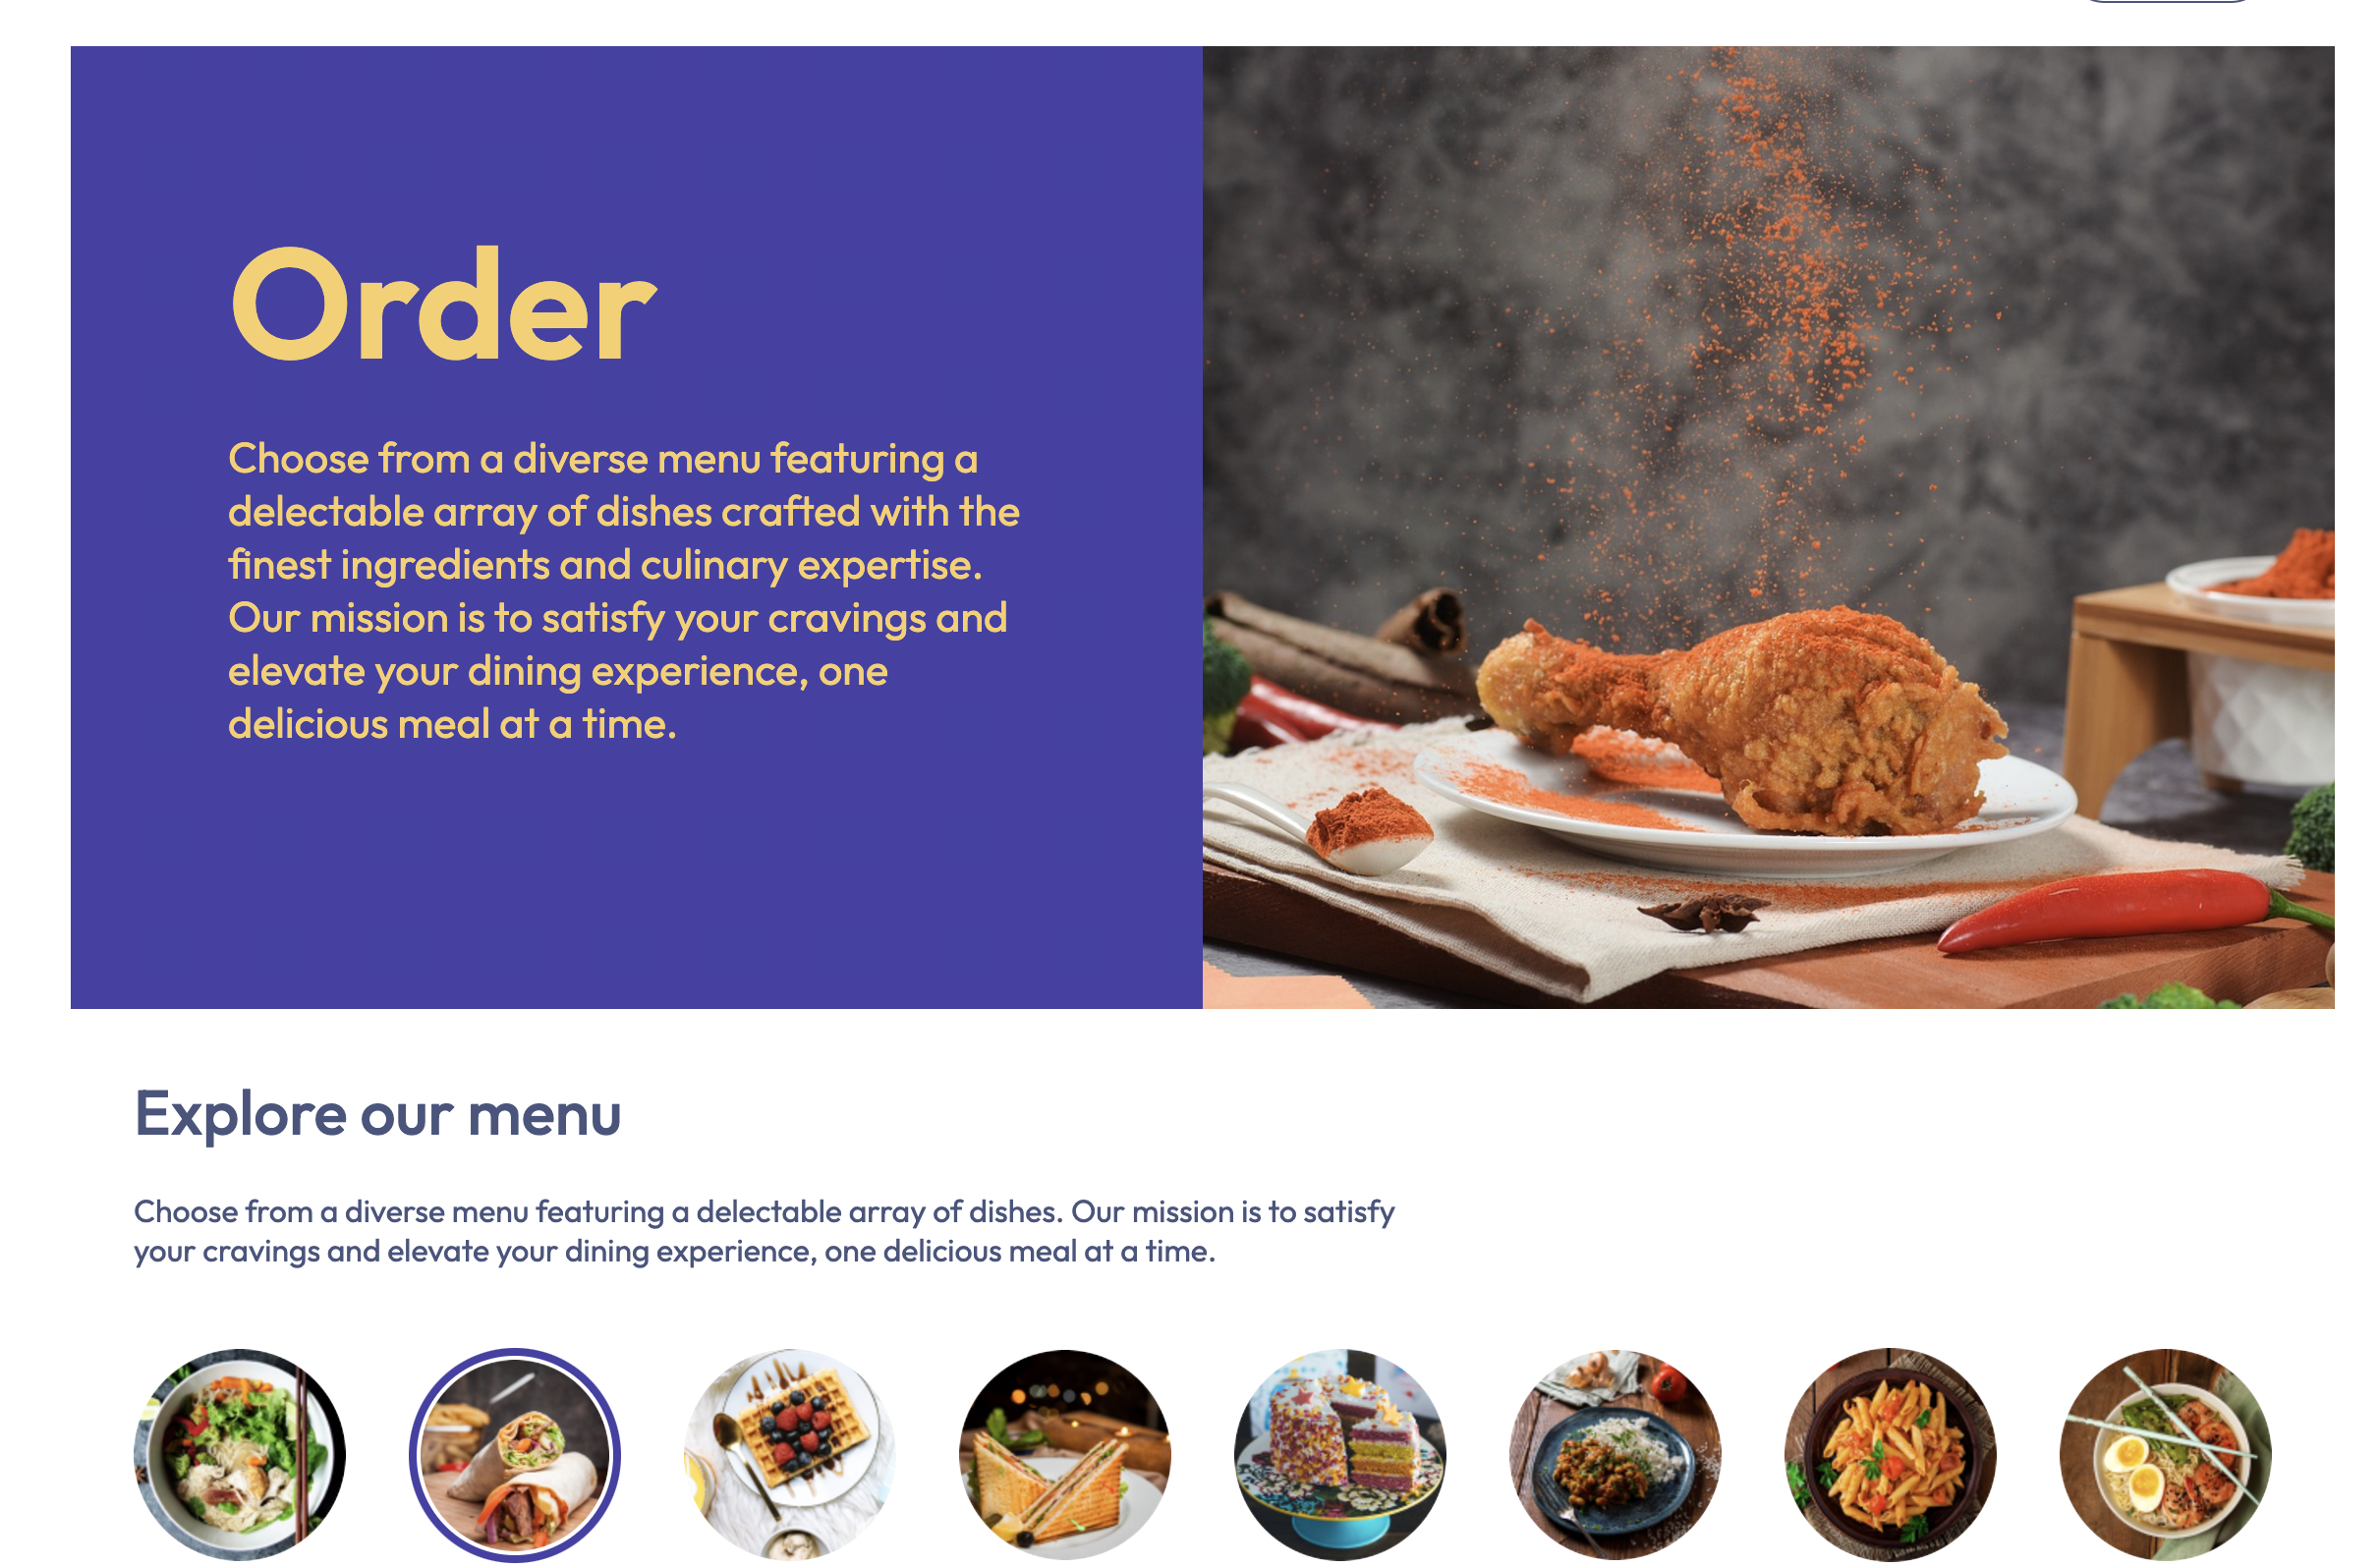 Order
Choose from a diverse menu featuring a
delectable array of dishes crafted with the
finest ingredients and culinary expertise.
Our mission is to satisfy your cravings and
elevate your dining experience, one
delicious meal at a time.
Explore our menu
Choose from a diverse menu featuring a delectable array of dishes. Our mission is to satisfy
your cravings and elevate your dining experience, one delicious meal at a time.